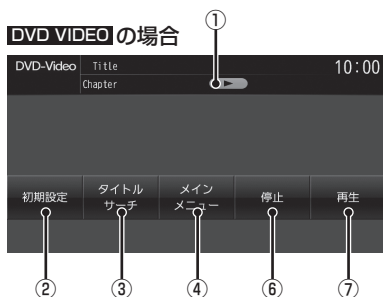 ①
DVD VIDEO の場合
DVD-Video Title 10:00
Chapter
初期設定 タイトル サーチ メイン メニュー 停止 再生
② ③ ④ ⑥ ⑦